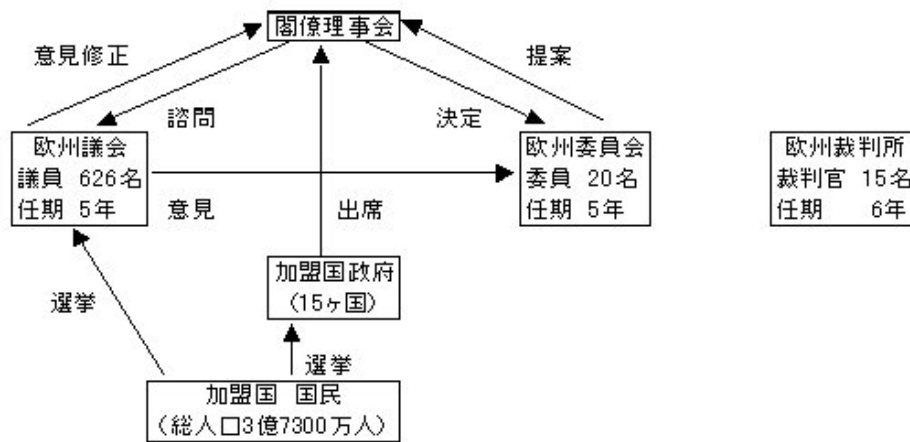 閣僚理事会
意見修正
提案
諮問
決定
欧州議会
議員 626名
任期 5年
欧州委員会
委員 20名
任期 5年
欧州裁判所
裁判官 15名
任期 6年
意見
出席
加盟国政府
(15ヶ国)
選挙
選挙
加盟国 国民
(総人口3億7300万人)